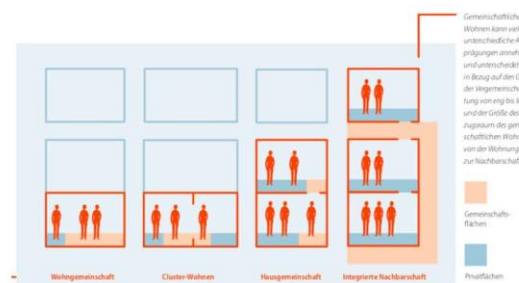 Gemeinschaftliche
Wohnen kann viel
unterschiedliche A
prägungen anneh
und unterscheidet
in Bezug auf den G
der Vergemeinscha
tung von eng bis l
und der Größe des
zugsraum des gem
schaftlichen Wohn
von der Wohnung
zur Nachbarschaf
Gemeinschafts-
flächen
Privatflächen
Wohngemeinschaft
Cluster-Wohnen
Hausgemeinschaft
Integrierte Nachbarschaft